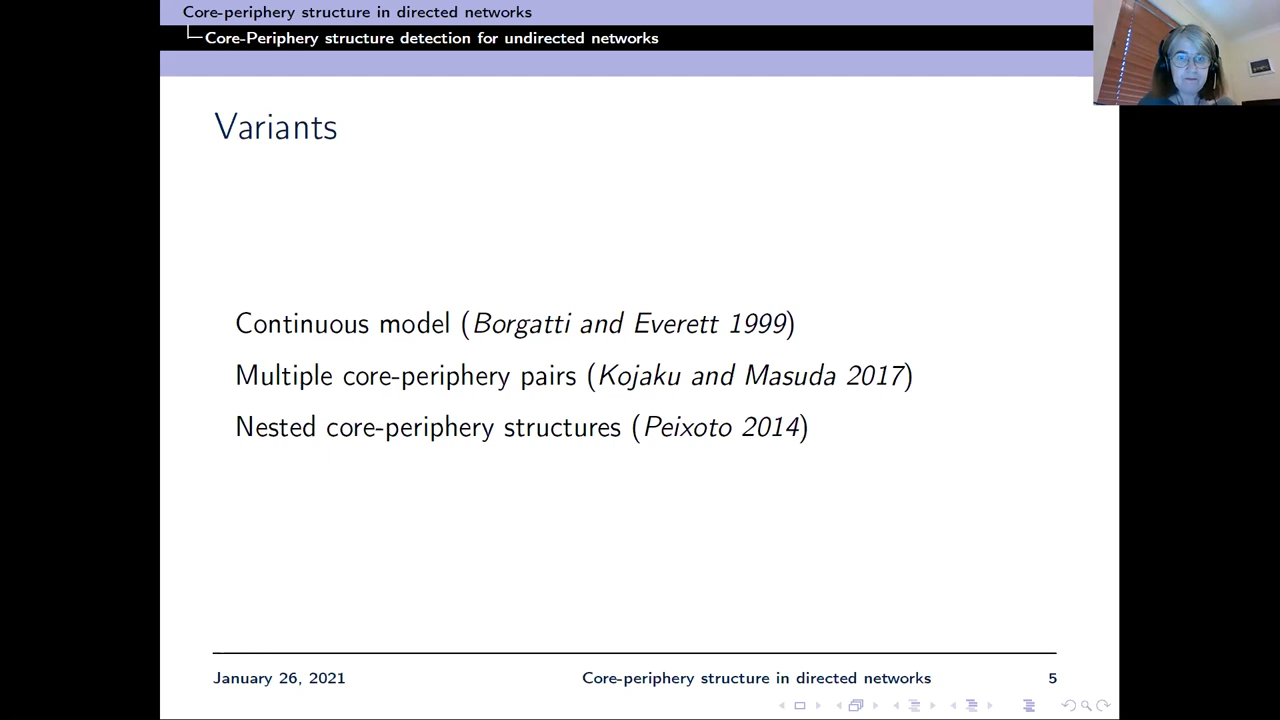 Core-periphery structure in directed networks
Core-Periphery structure detection for undirected networks
Variants
Continuous model (Borgatti and Everett 1999)
Multiple core-periphery pairs (Kojaku and Masuda 2017)
Nested core-periphery structures (Peixoto 2014)
January 26, 2021 Core-periphery structure in directed networks 5